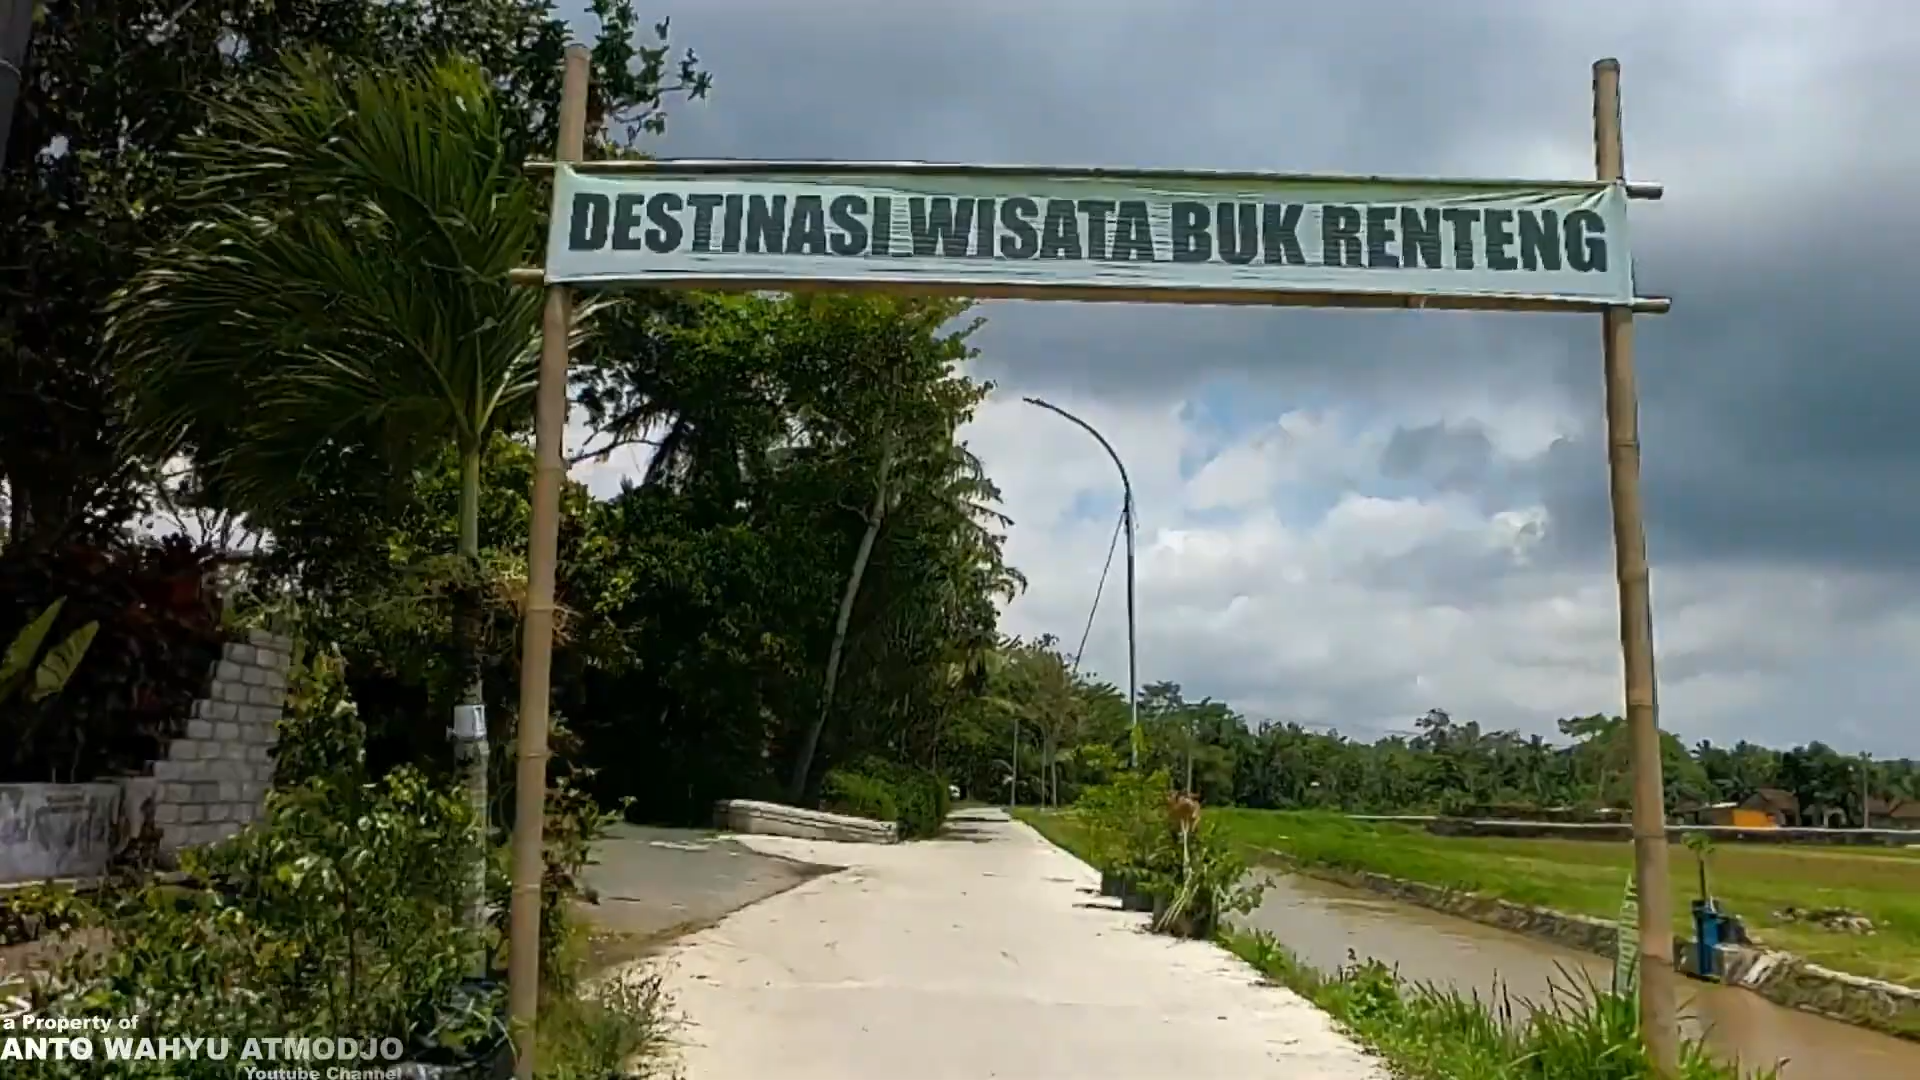 DESTINASI WISATA BUK RENTENG
a Property of
ANTO WAHYU ATMODJO
Youtube Channel